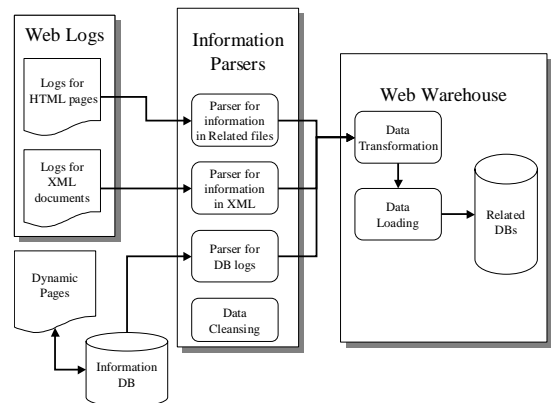 Web Logs
Logs for
HTML pages
Logs for
XML
documents
Dynamic
Pages
Information
DB
Information
Parsers
Parser for
information
in Related files
Parser for
information
in XML
Parser for
DB logs
Data
Cleansing
Web Warehouse
Data
Transformation
Data
Loading
Related
DBs